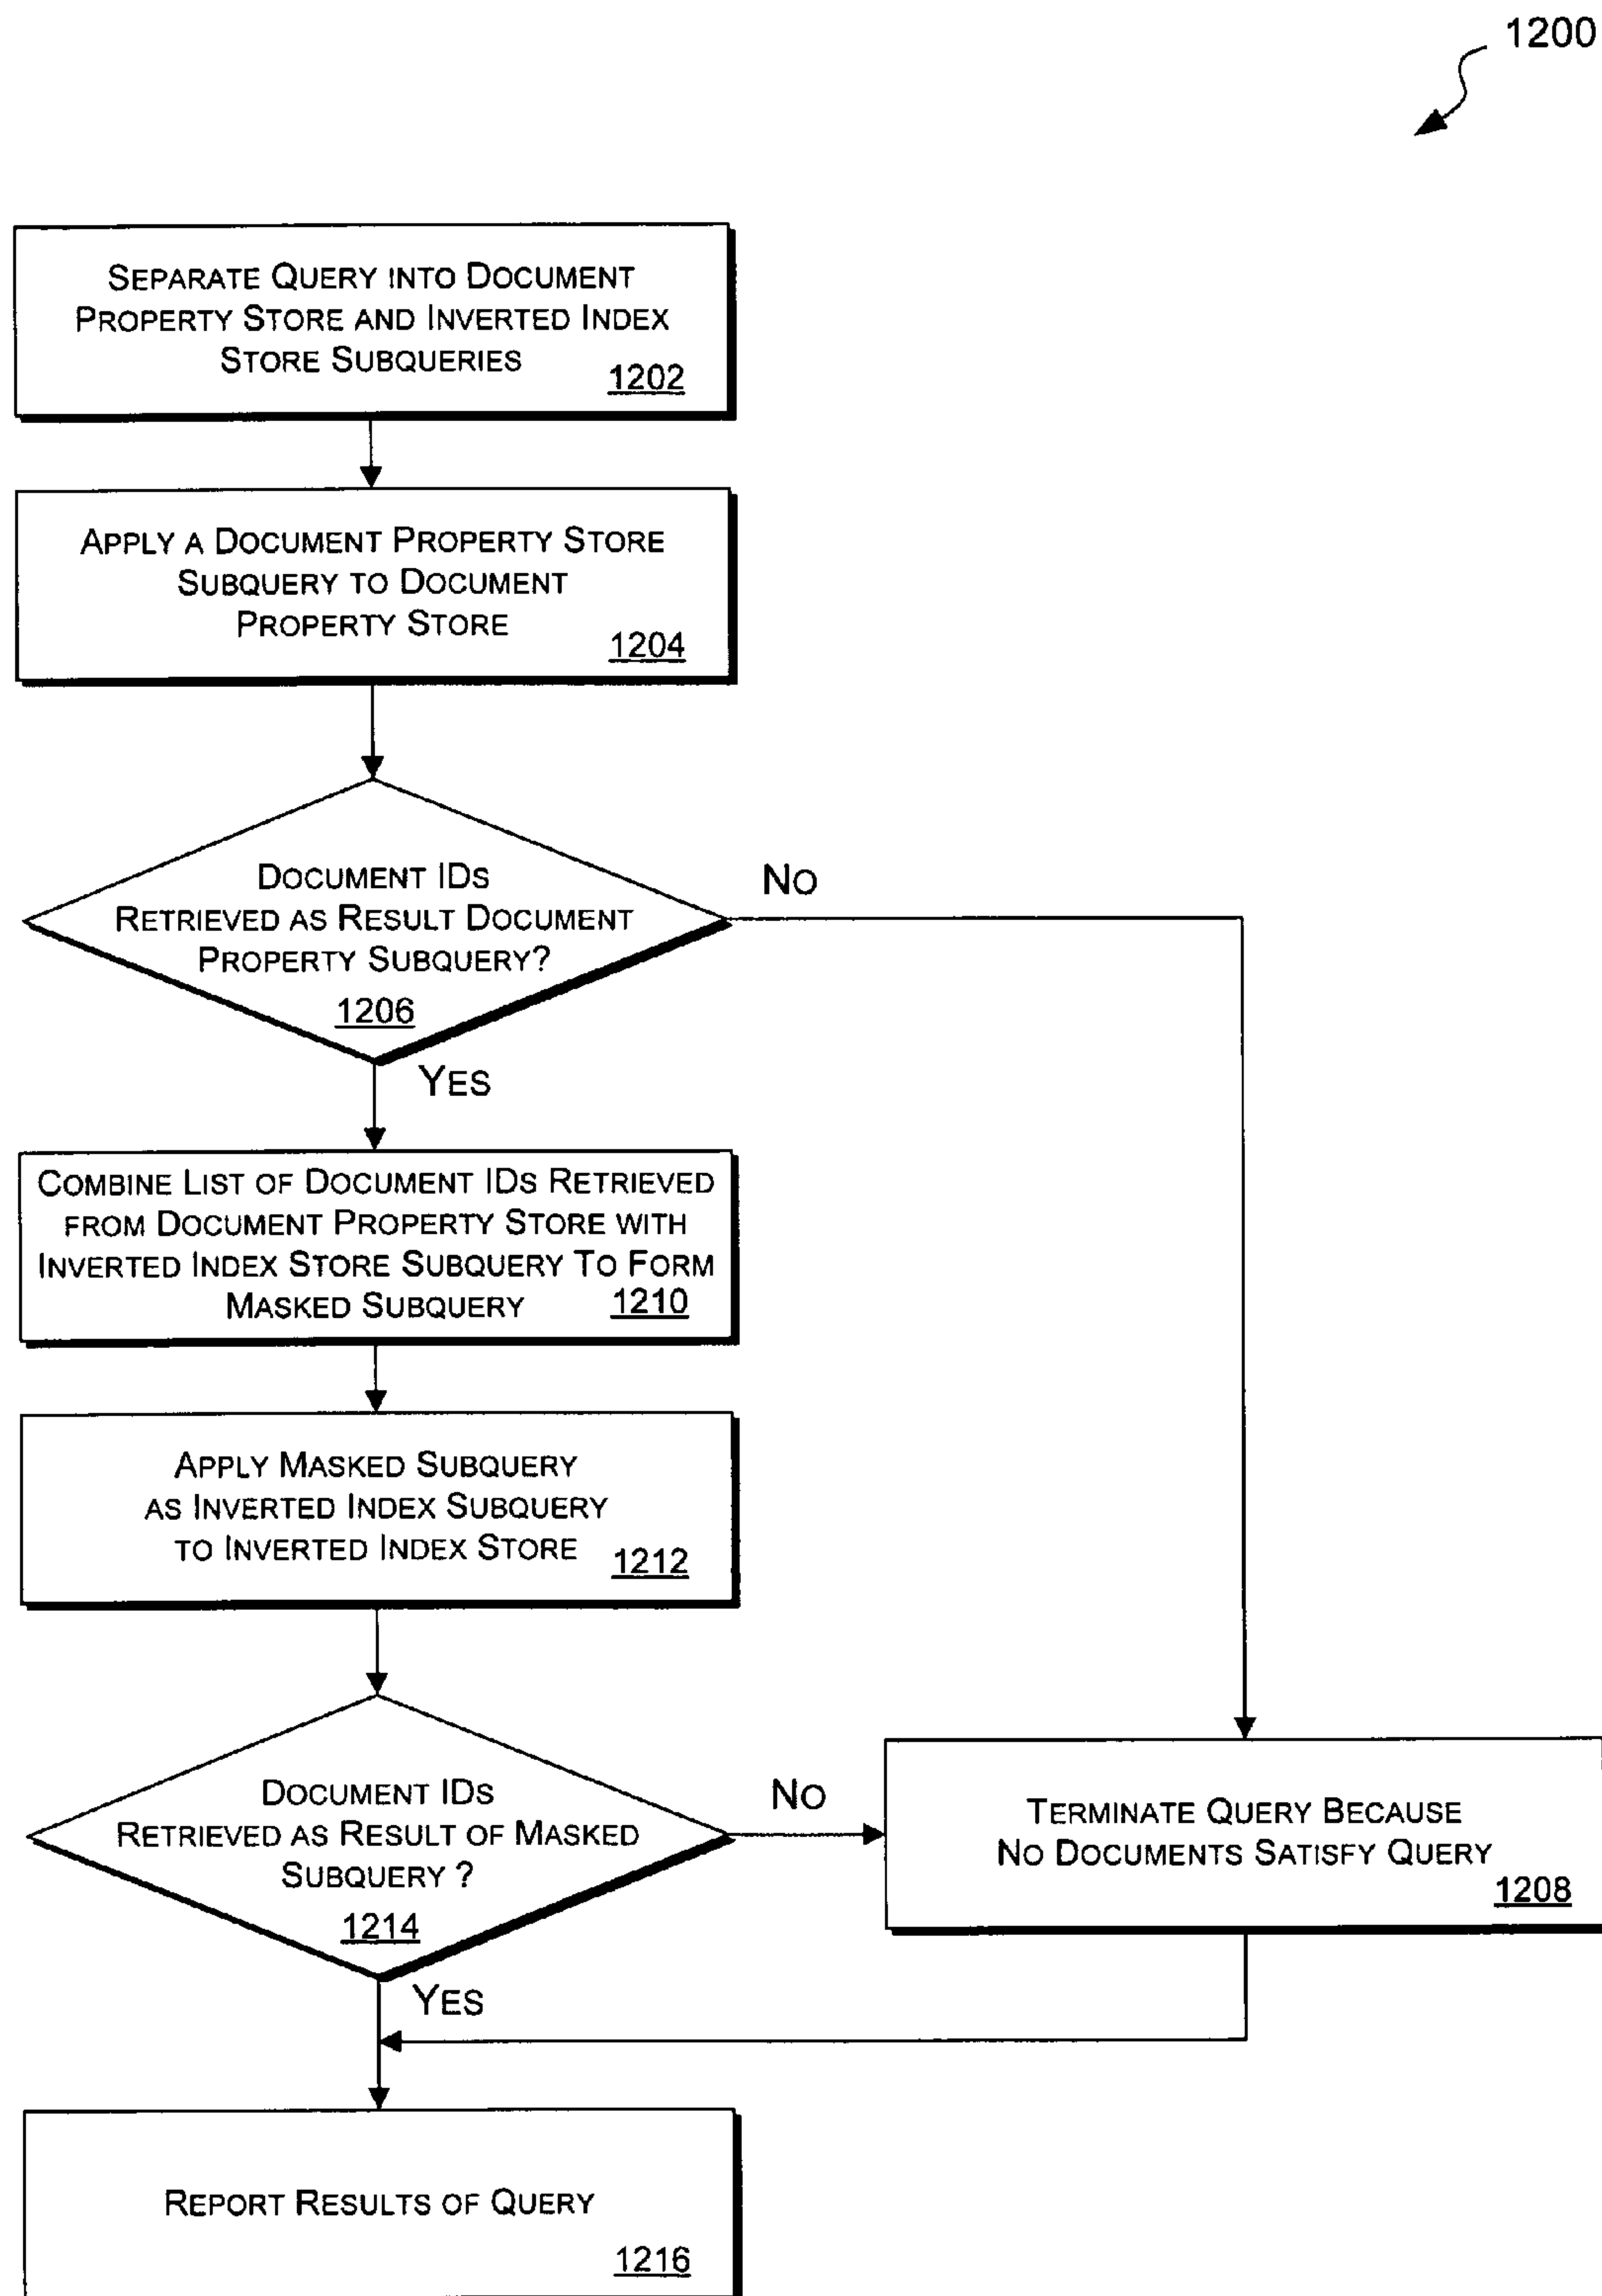 1200
SEPARATE QUERY INTO DOCUMENT
PROPERTY STORE AND INVERTED INDEX
STORE SUBQUERIES
1202
APPLY A DOCUMENT PROPERTY STORE
SUBQUERY TO DOCUMENT
PROPERTY STORE
1204
DOCUMENT IDS
RETRIEVED AS RESULT DOCUMENT
PROPERTY SUBQUERY?
1206
NO
YES
COMBINE LIST OF DOCUMENT IDS RETRIEVED
FROM DOCUMENT PROPERTY STORE WITH
INVERTED INDEX STORE SUBQUERY TO FORM
MASKED SUBQUERY 1210
APPLY MASKED SUBQUERY
AS INVERTED INDEX SUBQUERY
TO INVERTED INDEX STORE
1212
DOCUMENT IDS
RETRIEVED AS RESULT OF MASKED
SUBQUERY ?
1214
NO
YES
TERMINATE QUERY BECAUSE
NO DOCUMENTS SATISFY QUERY
1208
REPORT RESULTS OF QUERY
1216